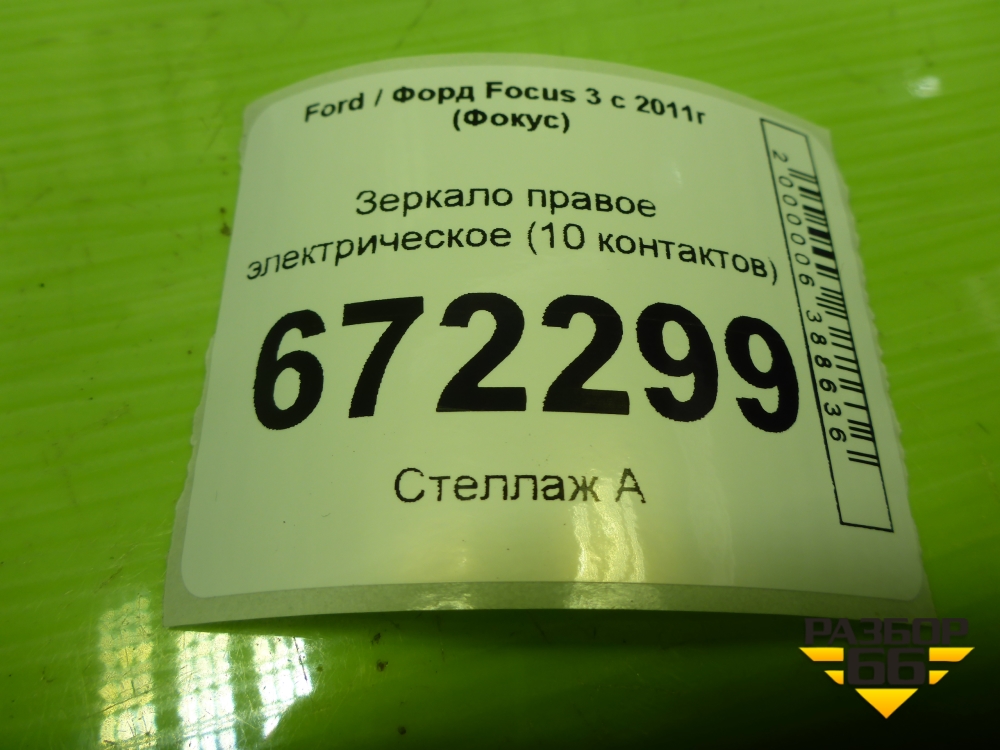 Ford / Форд Focus 3 с 2011г
(Фокус)
Зеркало правое
электрическое (10 контактов)
672299
Стеллаж А
2000006388636
РАЗБОР
66